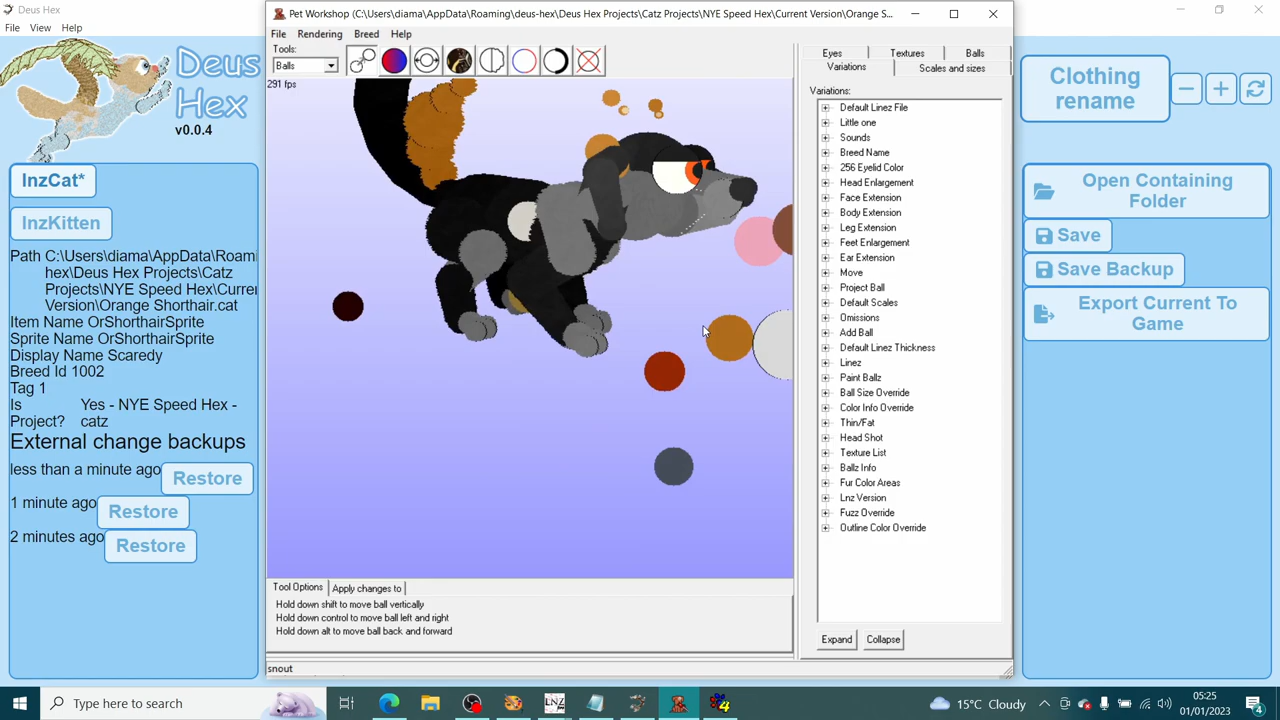 Deus Hex
File View Help
Deus
Hex
v0.0.4
lnzCat*
lnzKitten
Path C:\Users\diama\AppData\Roaming\deus-
hex\Deus Hex Projects\Catz
Projects\NYE Speed Hex\Current
Version\Orange Shorthair.cat
Item Name OrShorthairSprite
Sprite Name OrShorthairSprite
Display Name Scaredy
Breed Id 1002
Tag 1
Is Yes - NYE Speed Hex -
Project? catz
External change backups
less than a minute ago Restore
1 minute ago Restore
2 minutes ago Restore
Pet Workshop (C:\Users\diama\AppData\Roaming\deus-hex\Deus Hex Projects\Catz Projects\NYE Speed Hex\Current Version\Orange S...
File Rendering Breed Help
Tools:
Balls
291 fps
Eyes Textures Balls
Variations Scales and sizes
Variations:
Default Linez File
Little one
Sounds
Breed Name
256 Eyelid Color
Head Enlargement
Face Extension
Body Extension
Leg Extension
Feet Enlargement
Ear Extension
Move
Project Ball
Default Scales
Omissions
Add Ball
Default Linez Thickness
Linez
Paint Ballz
Ball Size Override
Color Info Override
Thin/Fat
Head Shot
Texture List
Ballz Info
Fur Color Areas
Lnz Version
Fuzz Override
Outline Color Override
Expand Collapse
Tool Options Apply changes to
Hold down shift to move ball vertically
Hold down control to move ball left and right
Hold down alt to move ball back and forward
snout
Clothing
rename
Open Containing
Folder
Save
Save Backup
Export Current To
Game
Type here to search
LNZ
4
15°C Cloudy
05:25
01/01/2023
4